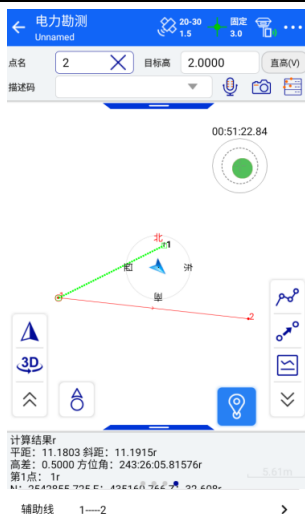 电力勘测
Unnamed
20-30
1.5
固定
3.0
点名 2 目标高 2.0000 直高(V)
描述码
00:51:22.84
北
1
西 东
南
2
3D
计算结果r
平距: 11.1803 斜距: 11.1915r
高差: 0.5000 方位角: 243:26:05.81576r
第1点: 1r
5.61m
辅助线 1----2